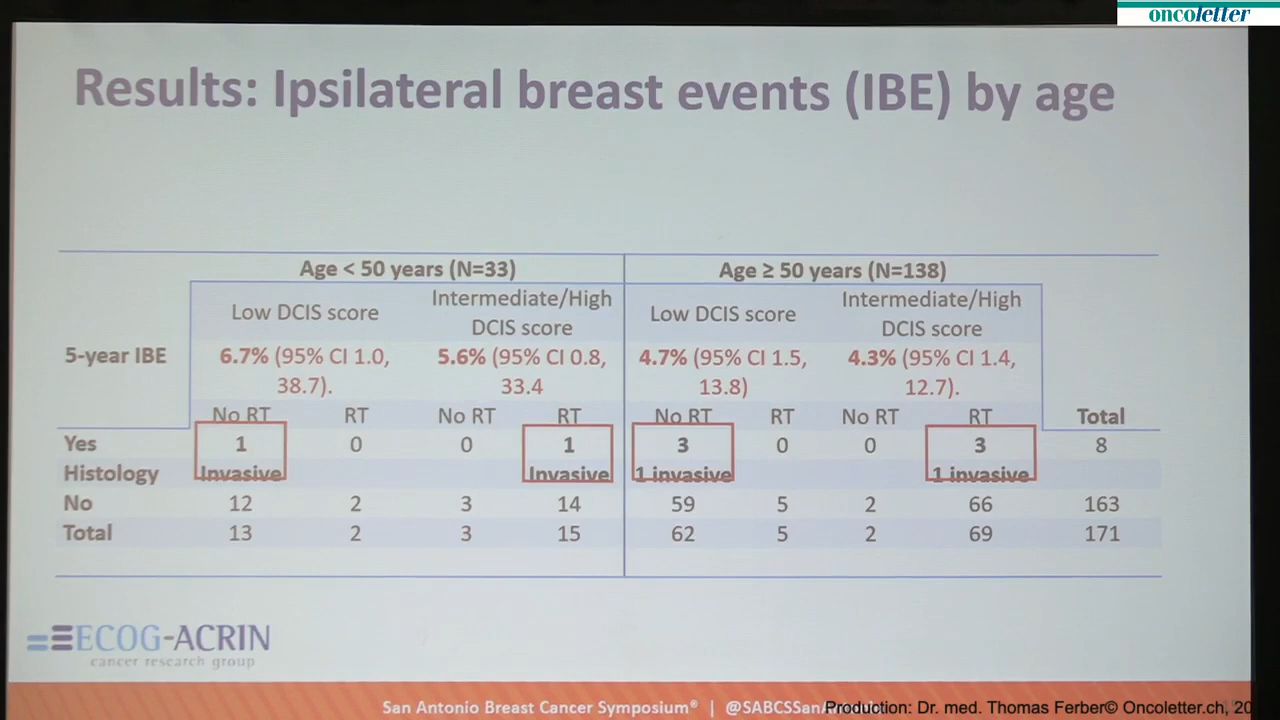 oncoletter
Results: Ipsilateral breast events (IBE) by age
Age < 50 years (N=33) Age ≥ 50 years (N=138)
Low DCIS score Intermediate/High DCIS score Low DCIS score Intermediate/High DCIS score
5-year IBE 6.7% (95% CI 1.0, 38.7). 5.6% (95% CI 0.8, 33.4 4.7% (95% CI 1.5, 13.8) 4.3% (95% CI 1.4, 12.7).
No RT RT No RT RT No RT RT No RT RT Total
Yes 1 0 0 1 3 0 0 3 8
Histology Invasive Invasive 1 invasive 1 invasive
No 12 2 3 14 59 5 2 66 163
Total 13 2 3 15 62 5 2 69 171
ECOG-ACRIN
cancer research group
San Antonio Breast Cancer Symposium® | @SABCSSan
Production: Dr. med. Thomas Ferber© Oncoletter.ch, 20